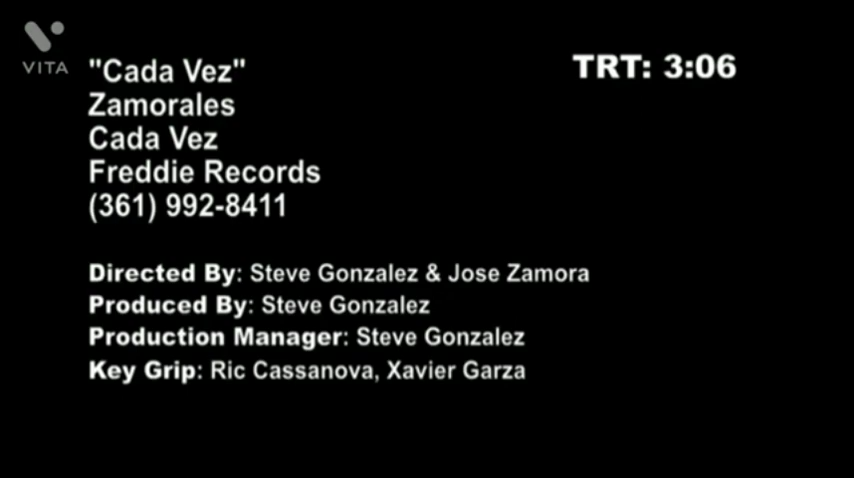 VITA
"Cada Vez"
TRT: 3:06
Zamorales
Cada Vez
Freddie Records
(361) 992-8411
Directed By: Steve Gonzalez & Jose Zamora
Produced By: Steve Gonzalez
Production Manager: Steve Gonzalez
Key Grip: Ric Cassanova, Xavier Garza